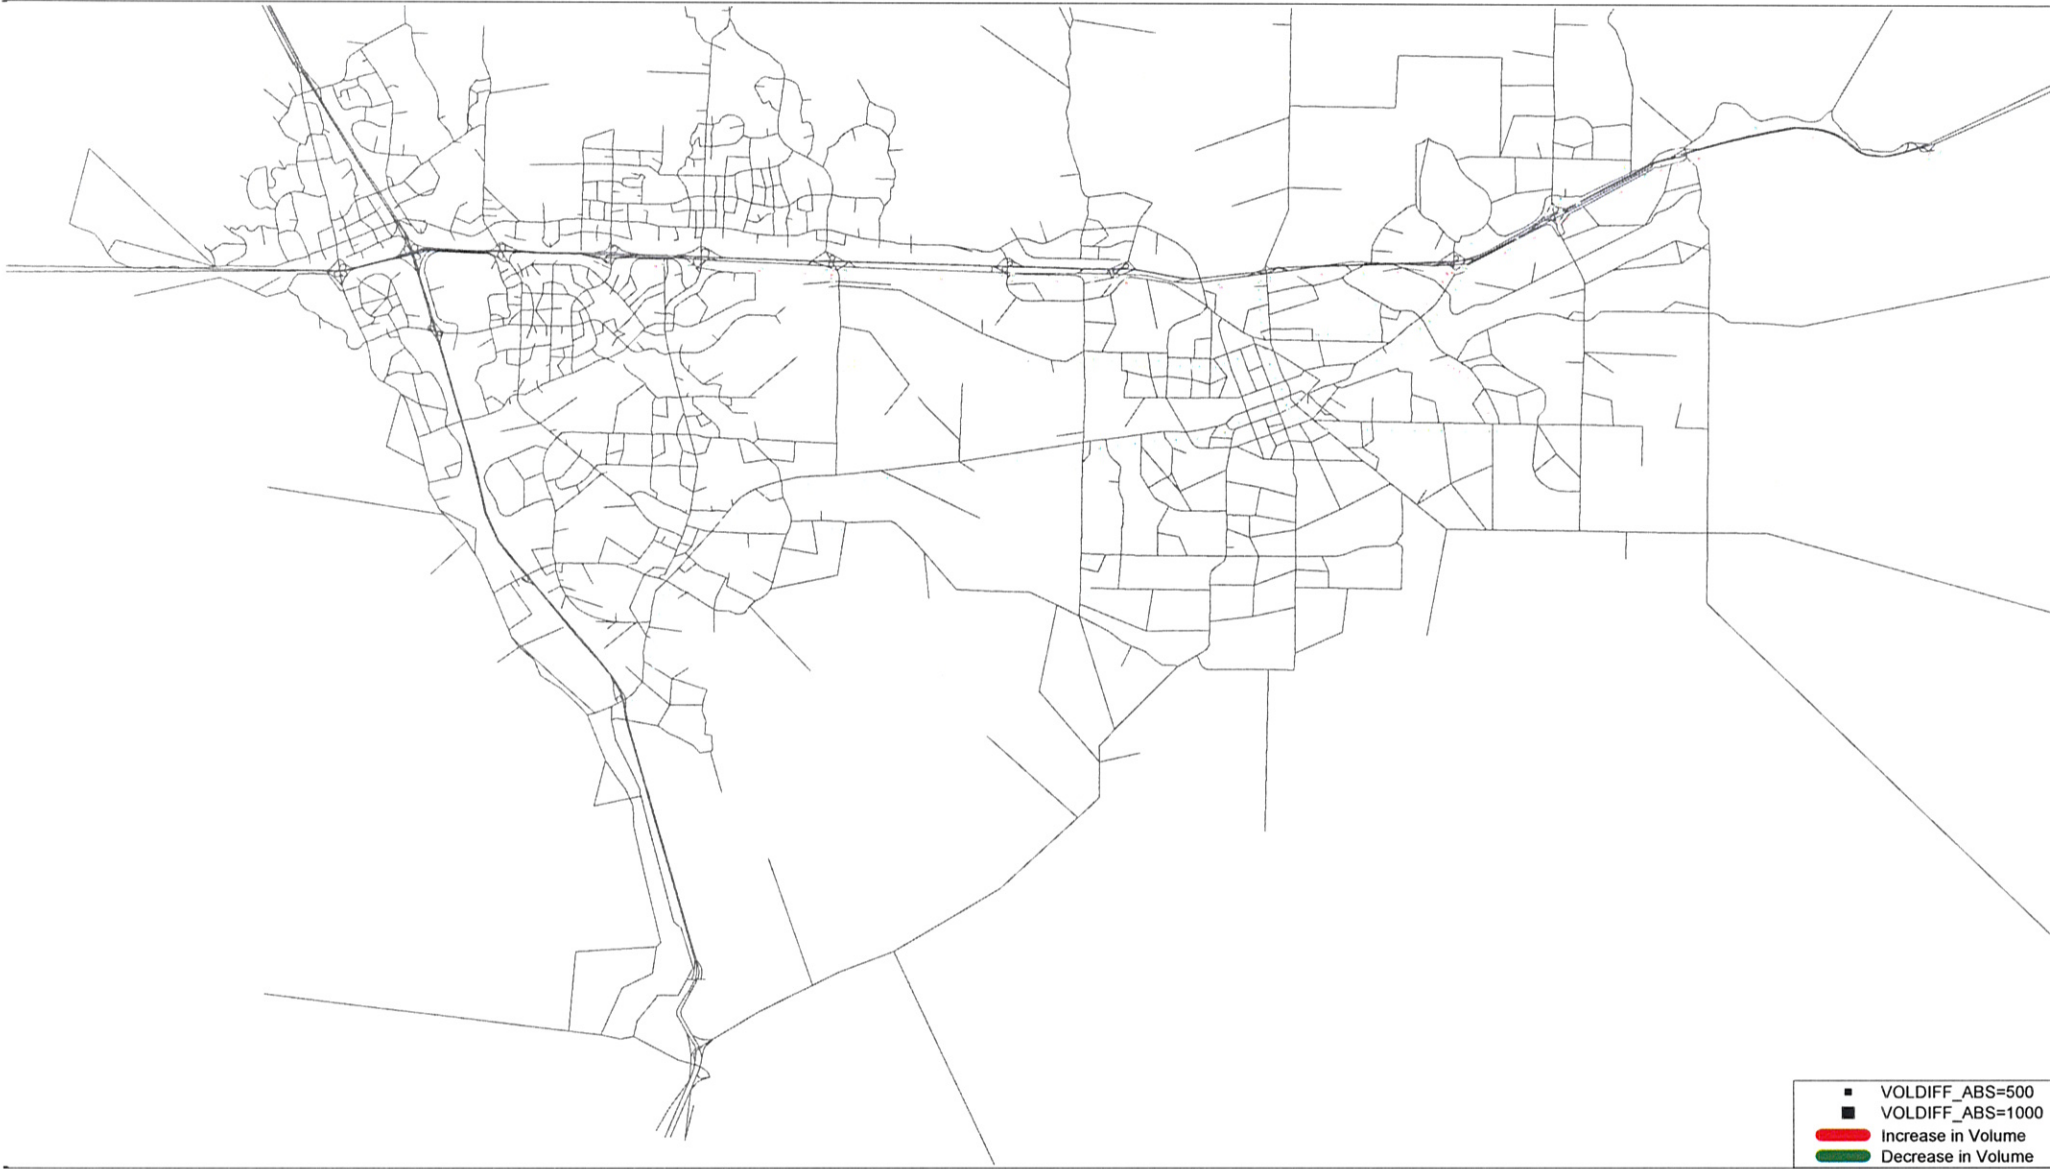 VOLDIFF_ABS=500
VOLDIFF_ABS=1000
Increase in Volume
Decrease in Volume